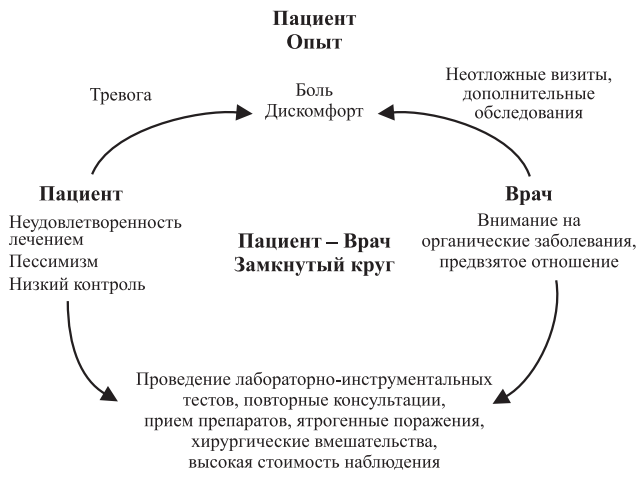 Пациент
Опыт
Тревога
Боль
Дискомфорт
Неотложные визиты,
дополнительные
обследования
Пациент
Неудовлетворенность
лечением
Пессимизм
Низкий контроль
Пациент – Врач
Замкнутый круг
Врач
Внимание на
органические заболевания,
предвзятое отношение
Проведение лабораторно-инструментальных
тестов, повторные консультации,
прием препаратов, ятрогенные поражения,
хирургические вмешательства,
высокая стоимость наблюдения